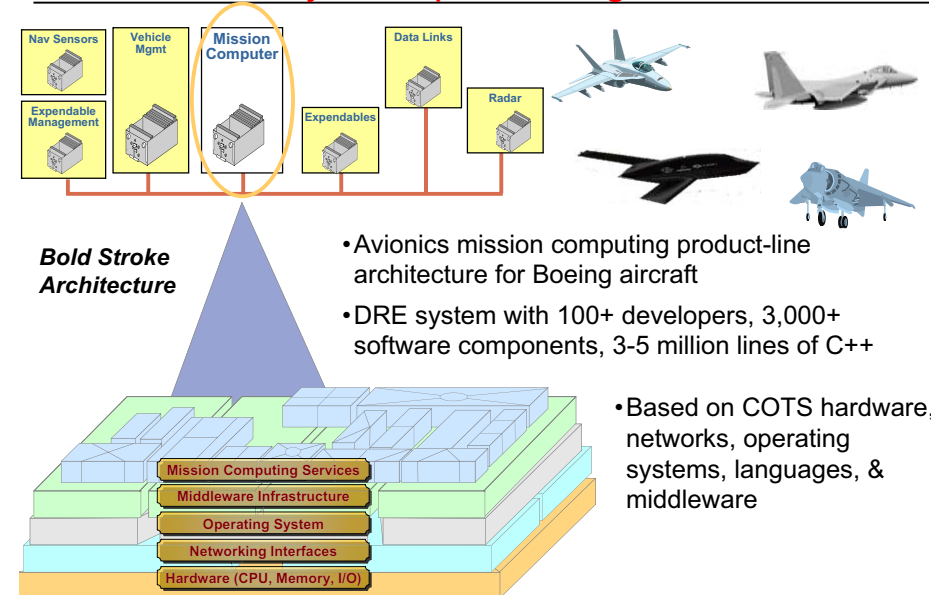 Nav Sensors
Vehicle
Mgmt
Mission
Computer
Data Links
Radar
Expendable
Management
Expendables
Bold Stroke
Architecture
•Avionics mission computing product-line
architecture for Boeing aircraft
•DRE system with 100+ developers, 3,000+
software components, 3-5 million lines of C++
•Based on COTS hardware,
networks, operating
systems, languages, &
middleware
Mission Computing Services
Middleware Infrastructure
Operating System
Networking Interfaces
Hardware (CPU, Memory, I/O)